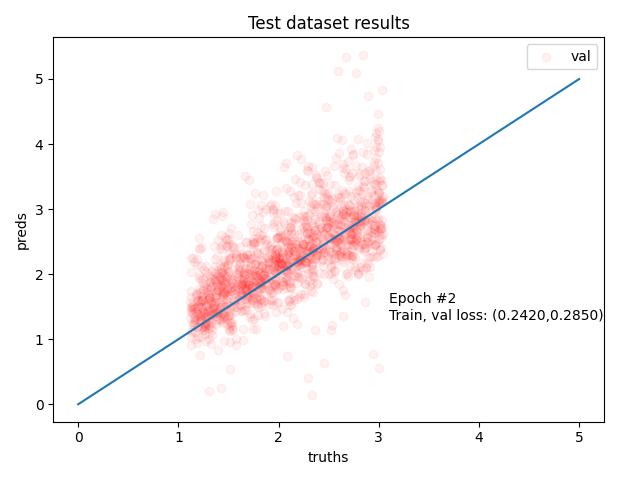 Test dataset results
val
preds
5
4
3
2
1
0
Epoch #2
Train, val loss: (0.2420,0.2850)
0 1 2 3 4 5
truths